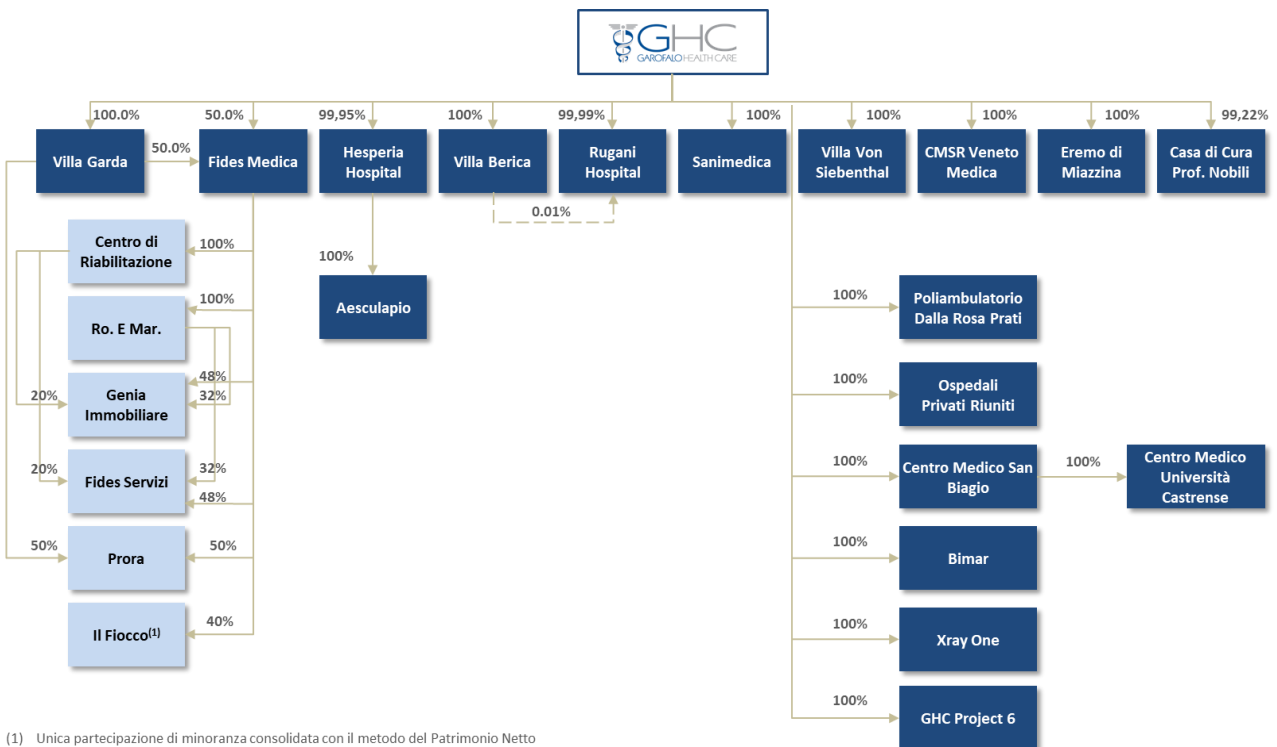 GHC
GAROFALO HEALTH CARE
100.0%
50.0%
99,95%
100%
99,99%
100%
100%
100%
100%
99,22%
Villa Garda
50.0%
Fides Medica
Hesperia
Hospital
Villa Berica
Rugani
Hospital
Sanimedica
Villa Von
Siebenthal
CMSR Veneto
Medica
Eremo di
Miazzina
Casa di Cura
Prof. Nobili
0.01%
Centro di
Riabilitazione
100%
100%
Aesculapio
100%
Ro. E Mar.
48%
20%
Genia
Immobiliare
32%
20%
Fides Servizi
32%
48%
50%
Prora
50%
Il Fiocco(1)
40%
100%
Poliambulatorio
Dalla Rosa Prati
100%
Ospedali
Privati Riuniti
100%
Centro Medico San
Biagio
100%
Centro Medico
Università
Castrense
100%
Bimar
100%
Xray One
100%
GHC Project 6
(1) Unica partecipazione di minoranza consolidata con il metodo del Patrimonio Netto